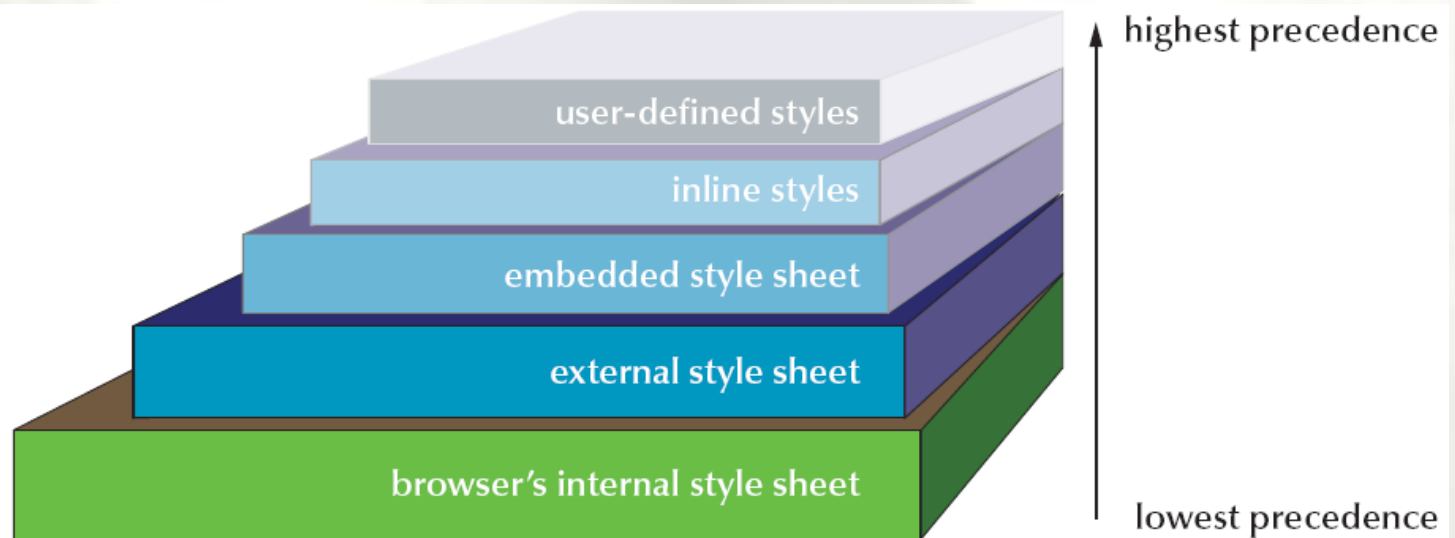 highest precedence
user-defined styles
inline styles
embedded style sheet
external style sheet
browser’s internal style sheet
lowest precedence